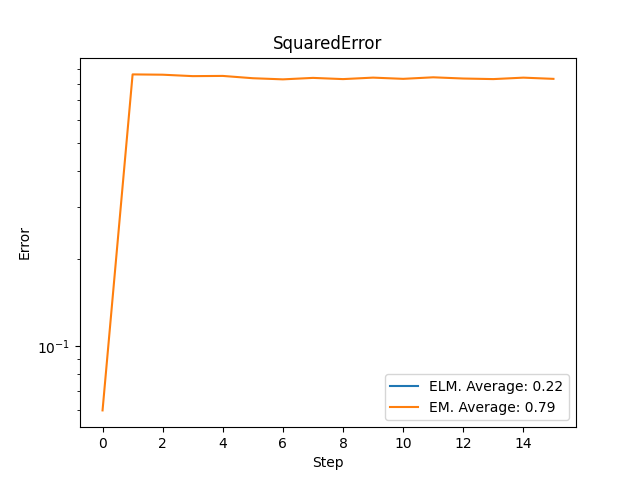 SquaredError
Error
10⁻¹
ELM. Average: 0.22
EM. Average: 0.79
0 2 4 6 8 10 12 14
Step